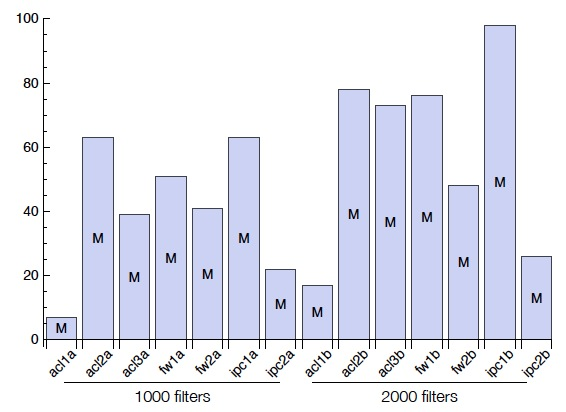 100
80
60
40
20
0
M M M M M M M M M M M M M M
acl1a acl2a acl3a fw1a fw2a ipc1a ipc2a acl1b acl2b acl3b fw1b fw2b ipc1b ipc2b
1000 filters 2000 filters